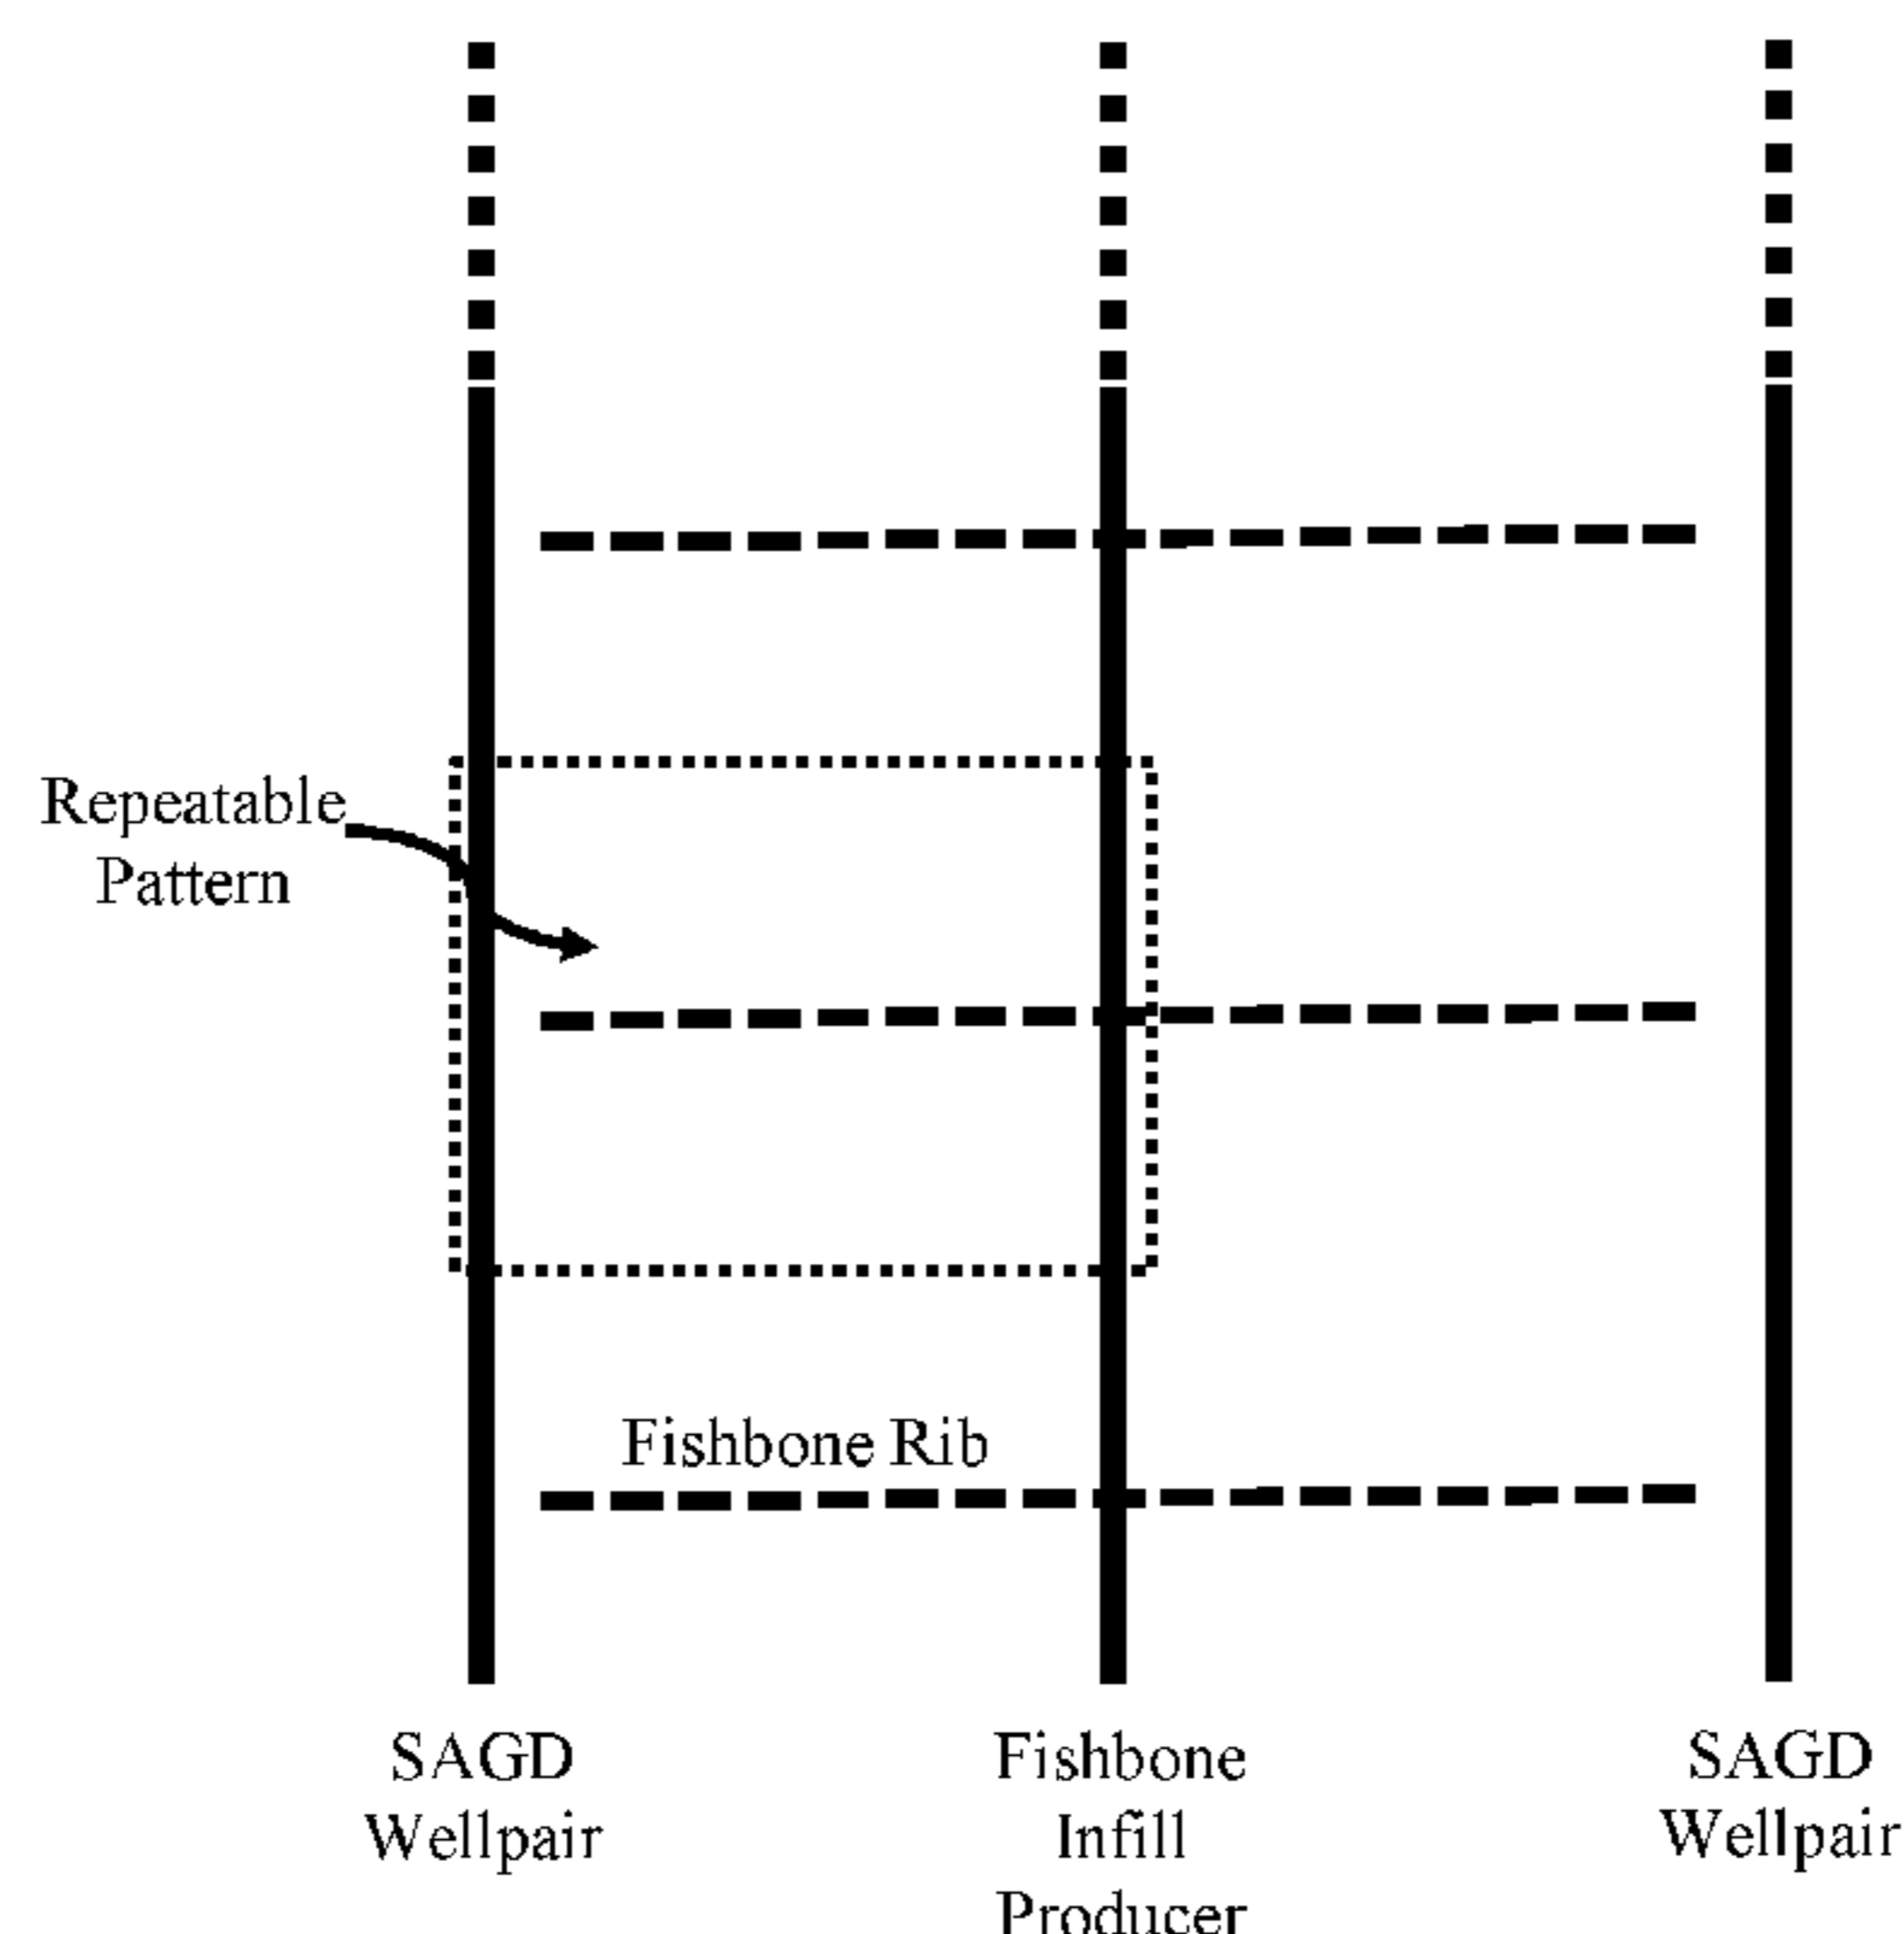 Repeatable
Pattern
Fishbone Rib
SAGD
Wellpair
Fishbone
Infill
Producer
SAGD
Wellpair